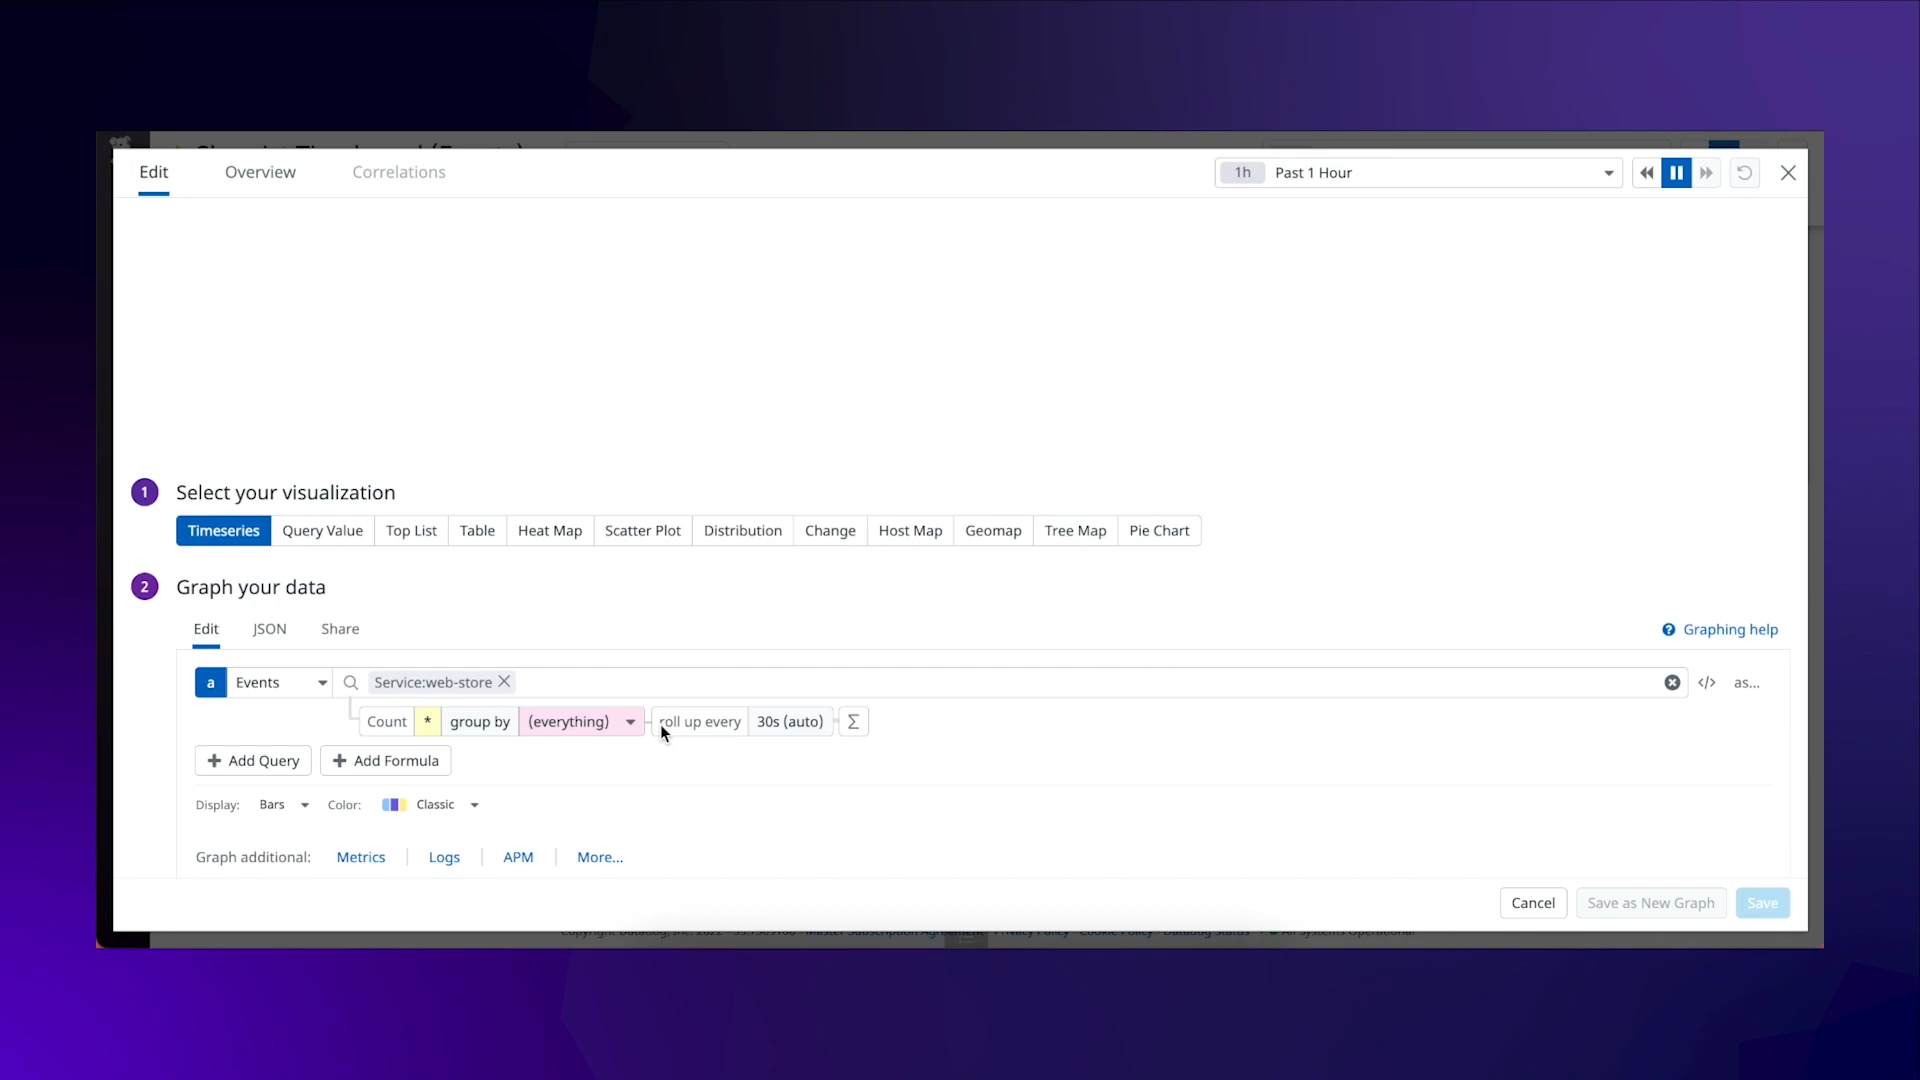 Edit Overview Correlations 1h Past 1 Hour
1 Select your visualization
Timeseries Query Value Top List Table Heat Map Scatter Plot Distribution Change Host Map Geomap Tree Map Pie Chart
2 Graph your data
Edit JSON Share Graphing help
a Events Service:web-store </> as...
Count * group by (everything) roll up every 30s (auto) Σ
+ Add Query + Add Formula
Display: Bars Color: Classic
Graph additional: Metrics Logs APM More...
Cancel Save as New Graph Save